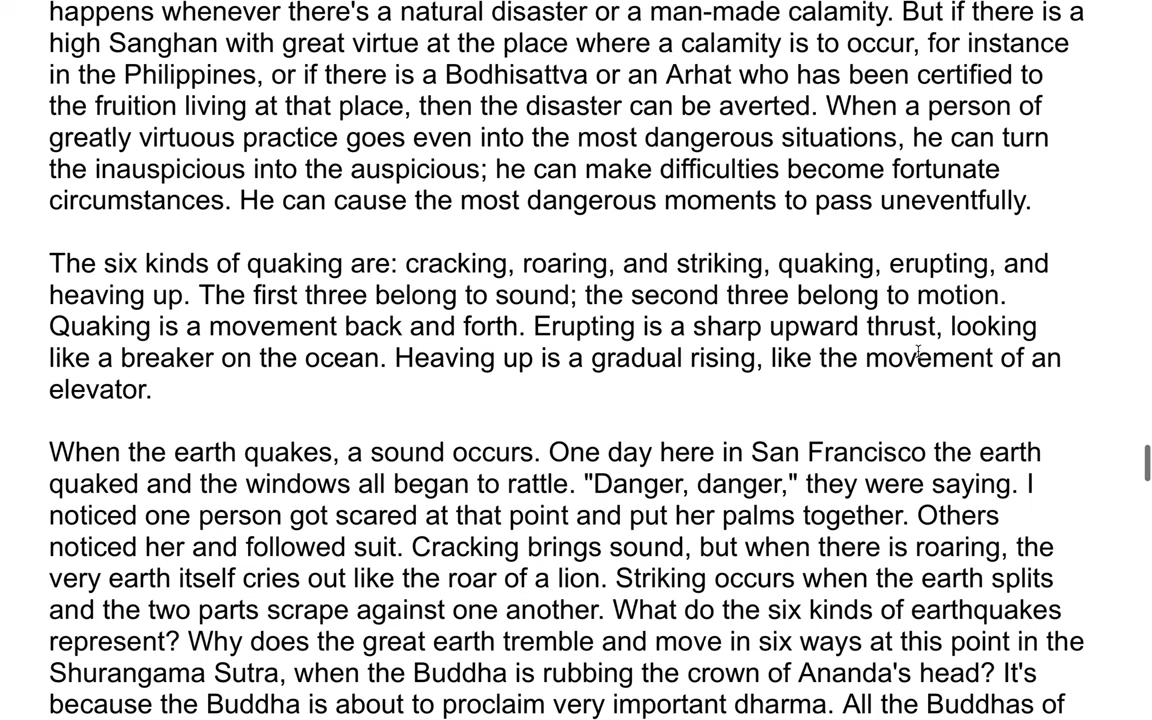 happens whenever there's a natural disaster or a man-made calamity. But if there is a
high Sanghan with great virtue at the place where a calamity is to occur, for instance
in the Philippines, or if there is a Bodhisattva or an Arhat who has been certified to
the fruition living at that place, then the disaster can be averted. When a person of
greatly virtuous practice goes even into the most dangerous situations, he can turn
the inauspicious into the auspicious; he can make difficulties become fortunate
circumstances. He can cause the most dangerous moments to pass uneventfully.
The six kinds of quaking are: cracking, roaring, and striking, quaking, erupting, and
heaving up. The first three belong to sound; the second three belong to motion.
Quaking is a movement back and forth. Erupting is a sharp upward thrust, looking
like a breaker on the ocean. Heaving up is a gradual rising, like the movement of an
elevator.
When the earth quakes, a sound occurs. One day here in San Francisco the earth
quaked and the windows all began to rattle. "Danger, danger," they were saying. I
noticed one person got scared at that point and put her palms together. Others
noticed her and followed suit. Cracking brings sound, but when there is roaring, the
very earth itself cries out like the roar of a lion. Striking occurs when the earth splits
and the two parts scrape against one another. What do the six kinds of earthquakes
represent? Why does the great earth tremble and move in six ways at this point in the
Shurangama Sutra, when the Buddha is rubbing the crown of Ananda's head? It's
because the Buddha is about to proclaim very important dharma. All the Buddhas of